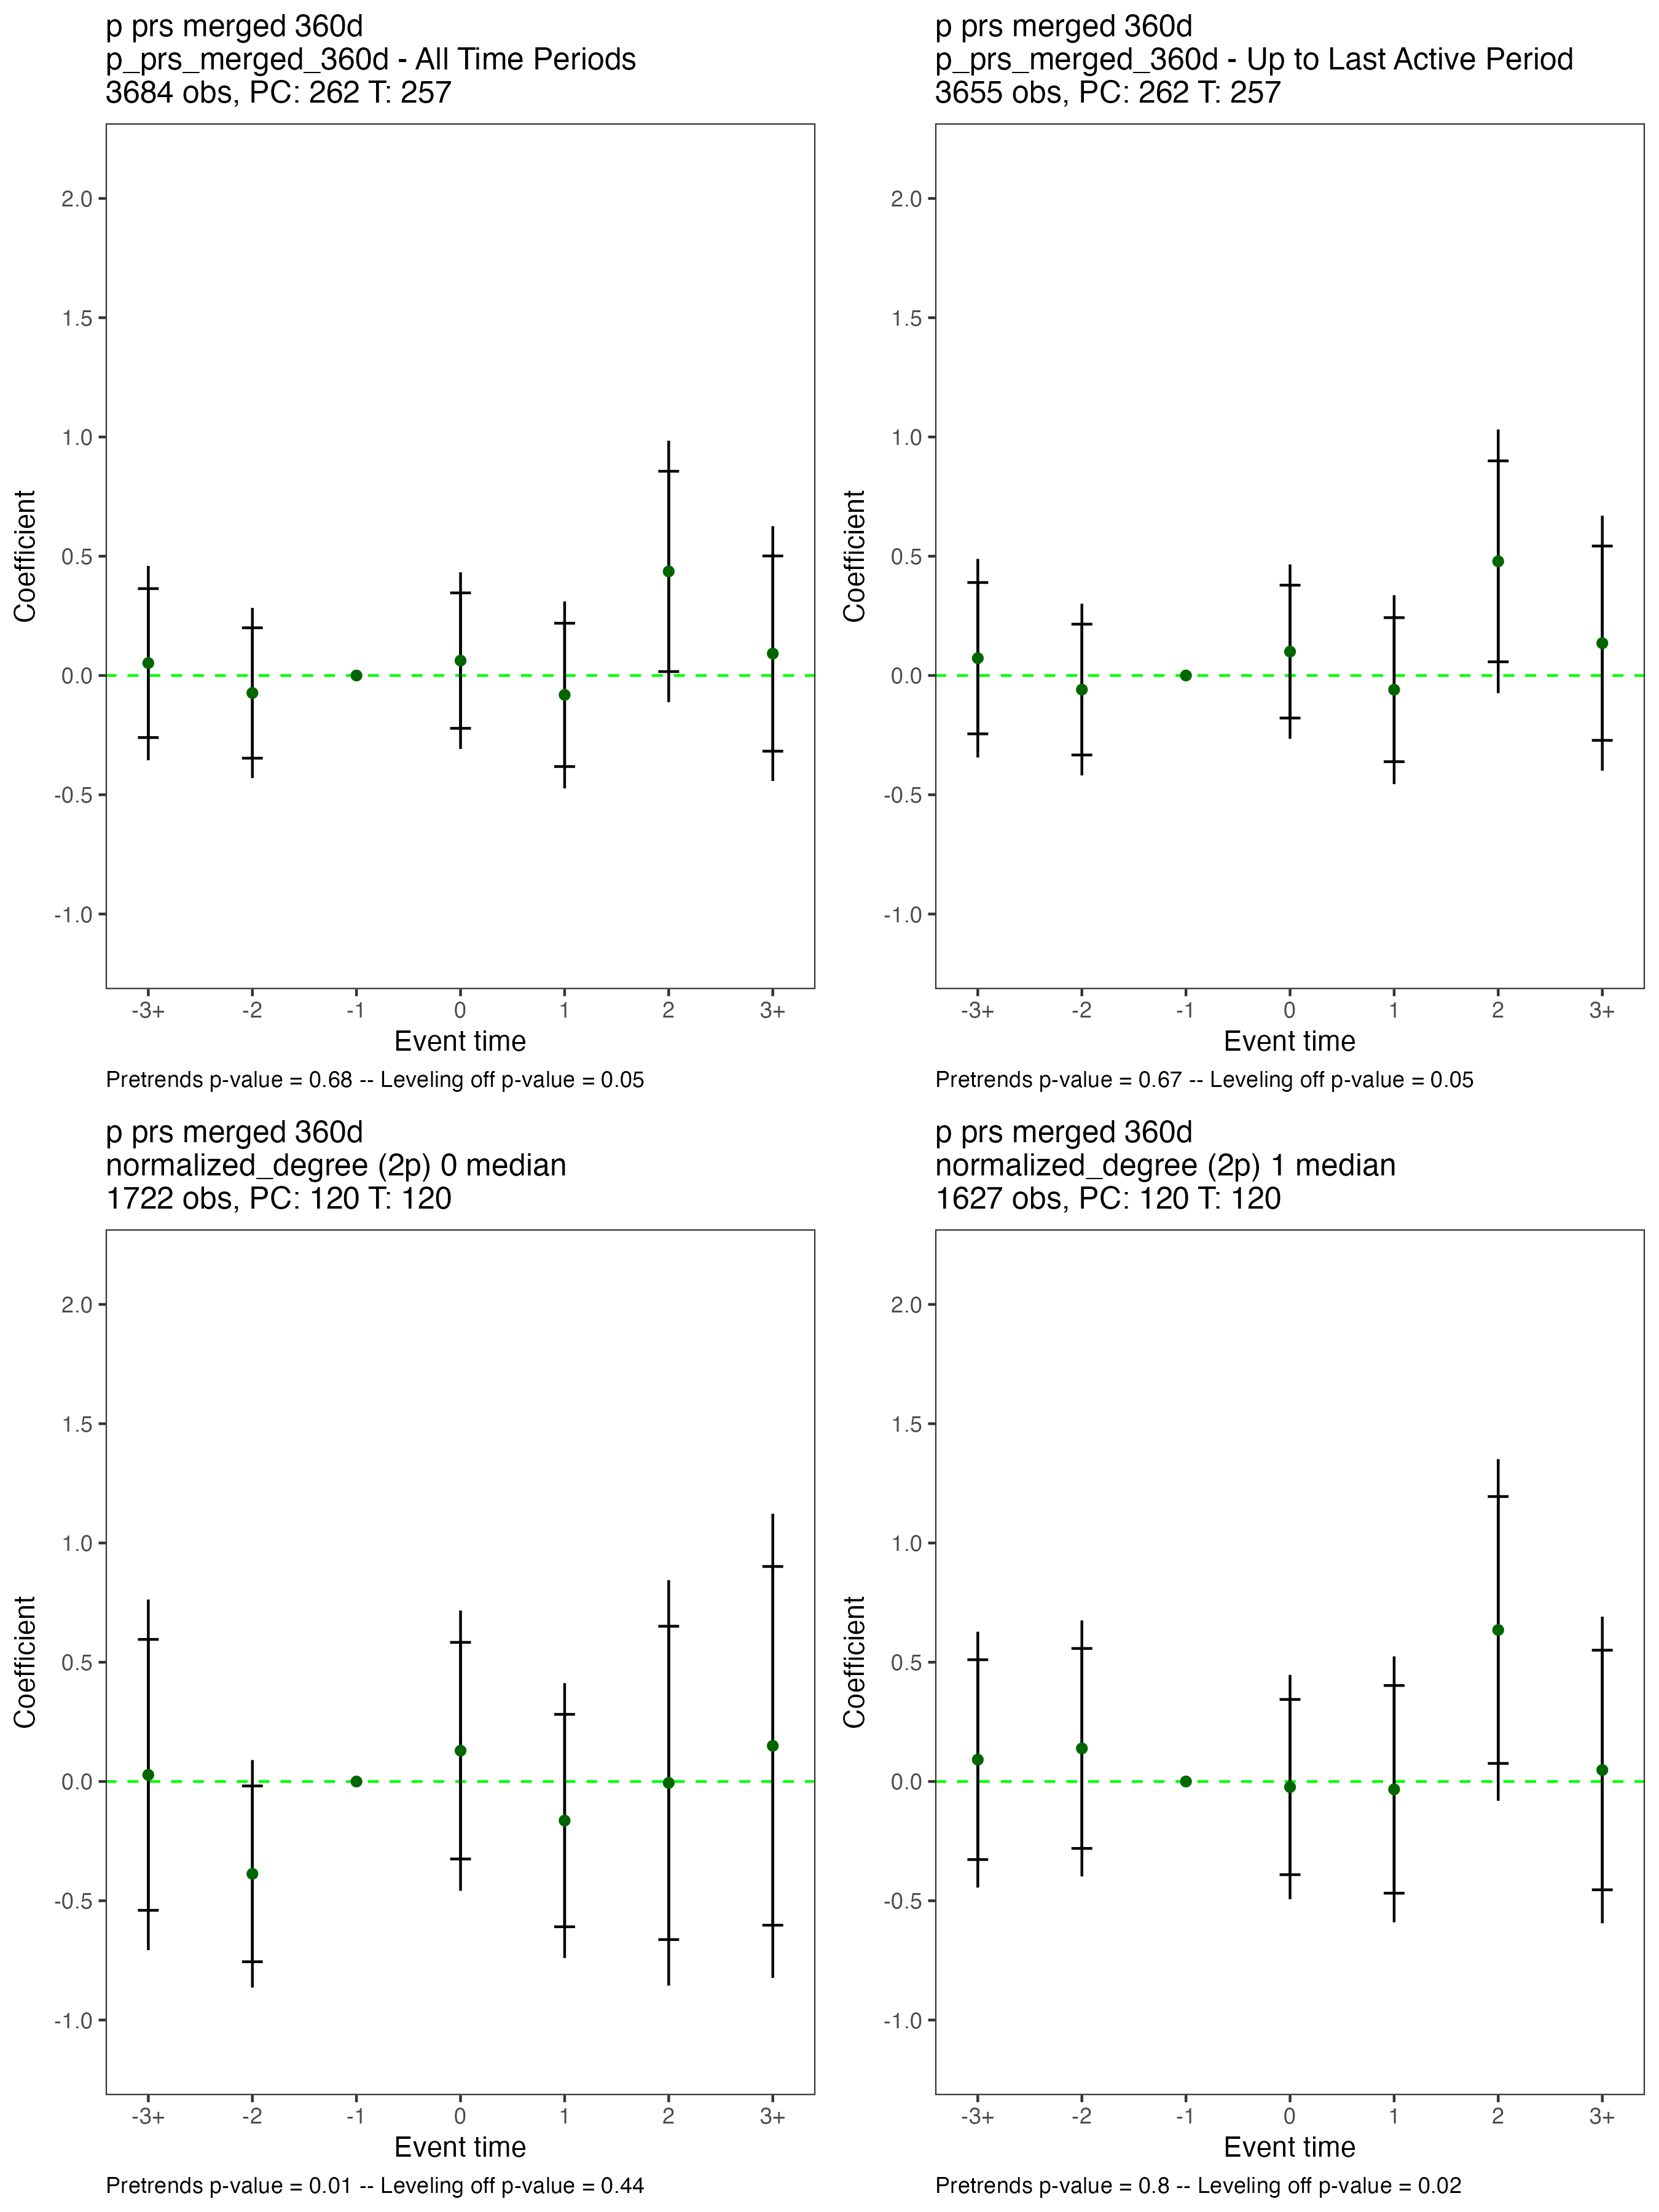 p prs merged 360d
p_prs_merged_360d - All Time Periods
3684 obs, PC: 262 T: 257
Coefficient
2.0
1.5
1.0
0.5
0.0
-0.5
-1.0
-3+ -2 -1 0 1 2 3+
Event time
Pretrends p-value = 0.68 -- Leveling off p-value = 0.05
p prs merged 360d
p_prs_merged_360d - Up to Last Active Period
3655 obs, PC: 262 T: 257
Coefficient
2.0
1.5
1.0
0.5
0.0
-0.5
-1.0
-3+ -2 -1 0 1 2 3+
Event time
Pretrends p-value = 0.67 -- Leveling off p-value = 0.05
p prs merged 360d
normalized_degree (2p) 0 median
1722 obs, PC: 120 T: 120
Coefficient
2.0
1.5
1.0
0.5
0.0
-0.5
-1.0
-3+ -2 -1 0 1 2 3+
Event time
Pretrends p-value = 0.01 -- Leveling off p-value = 0.44
p prs merged 360d
normalized_degree (2p) 1 median
1627 obs, PC: 120 T: 120
Coefficient
2.0
1.5
1.0
0.5
0.0
-0.5
-1.0
-3+ -2 -1 0 1 2 3+
Event time
Pretrends p-value = 0.8 -- Leveling off p-value = 0.02